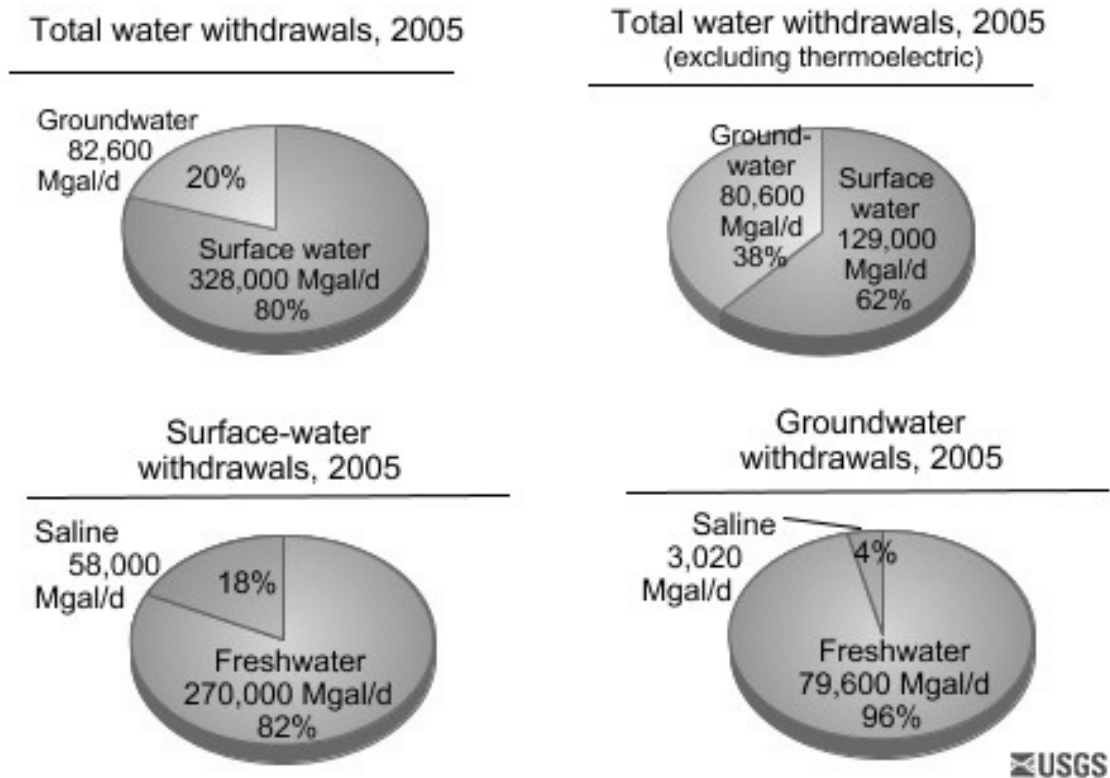 Total water withdrawals, 2005
Groundwater
82,600
Mgal/d
20%
Surface water
328,000 Mgal/d
80%
Total water withdrawals, 2005
(excluding thermoelectric)
Ground-
water
80,600
Mgal/d
38%
Surface
water
129,000
Mgal/d
62%
Surface-water
withdrawals, 2005
Saline
58,000
Mgal/d
18%
Freshwater
270,000 Mgal/d
82%
Groundwater
withdrawals, 2005
Saline
3,020
Mgal/d
4%
Freshwater
79,600 Mgal/d
96%
USGS